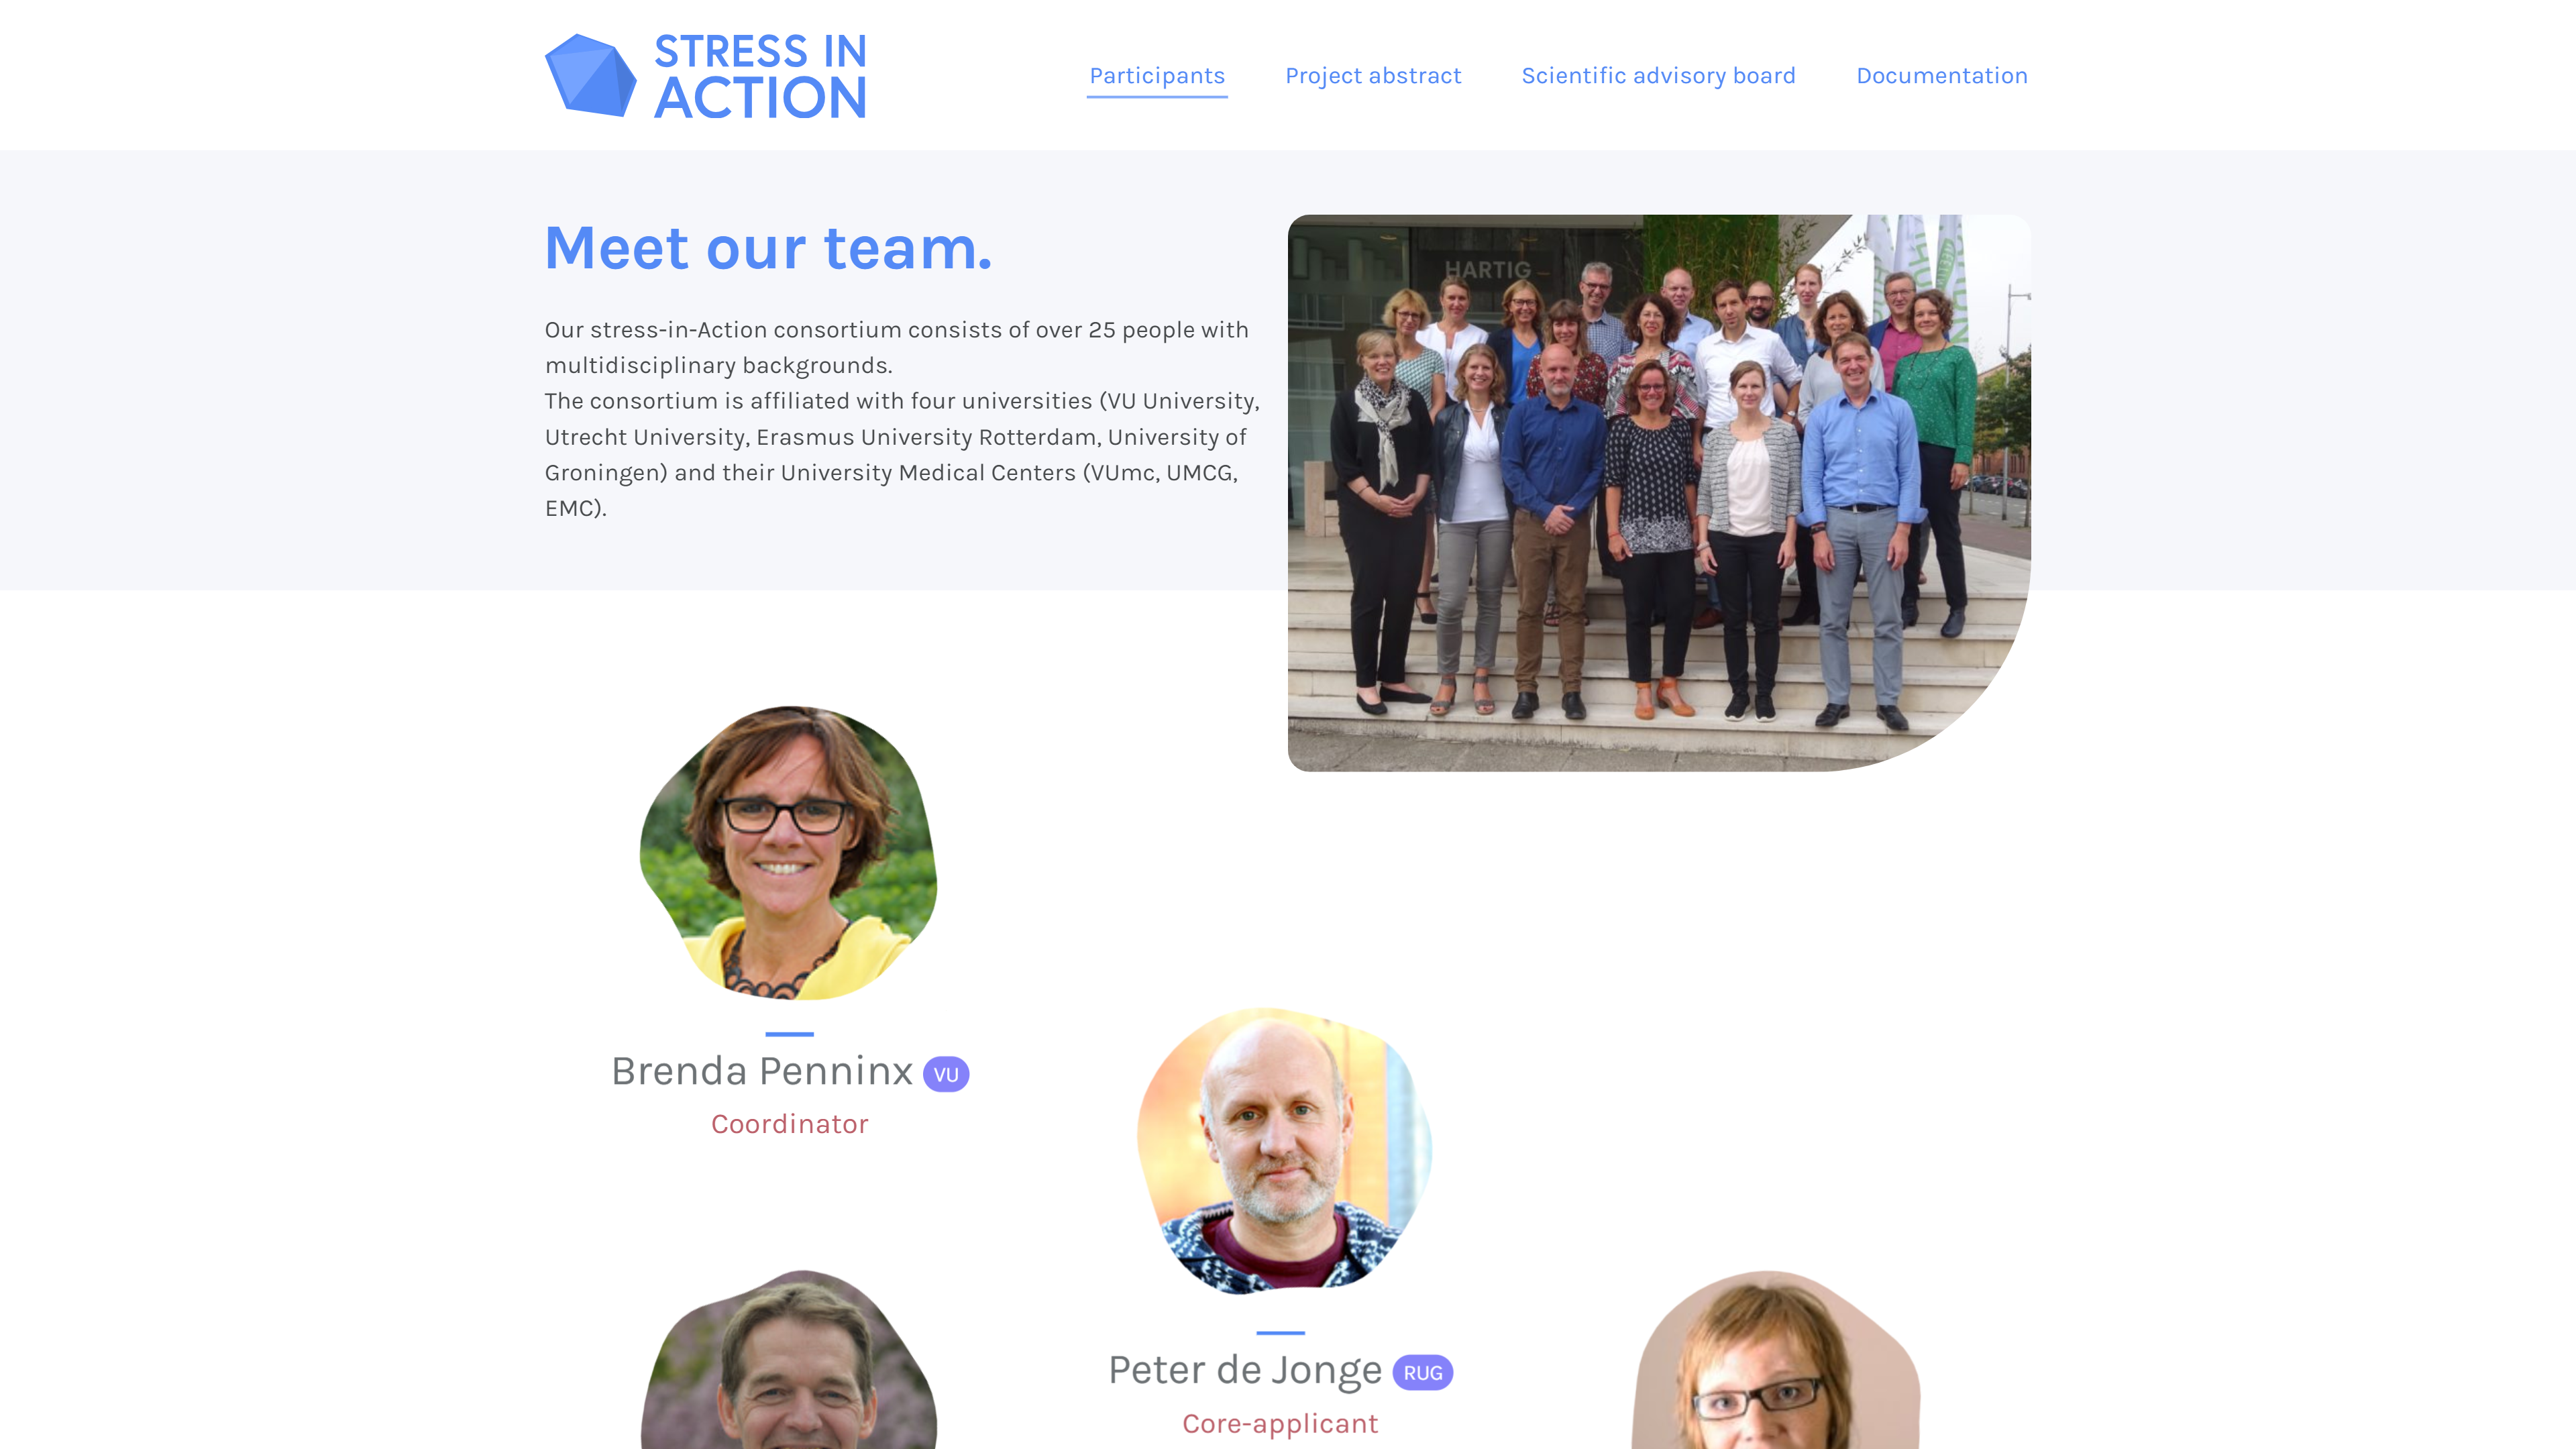 STRESS IN
ACTION
Participants
Project abstract
Scientific advisory board
Documentation
Meet our team.
Our stress-in-Action consortium consists of over 25 people with
multidisciplinary backgrounds.
The consortium is affiliated with four universities (VU University,
Utrecht University, Erasmus University Rotterdam, University of
Groningen) and their University Medical Centers (VUmc, UMCG,
EMC).
HARTIG
Brenda Penninx VU
Coordinator
Peter de Jonge RUG
Core-applicant